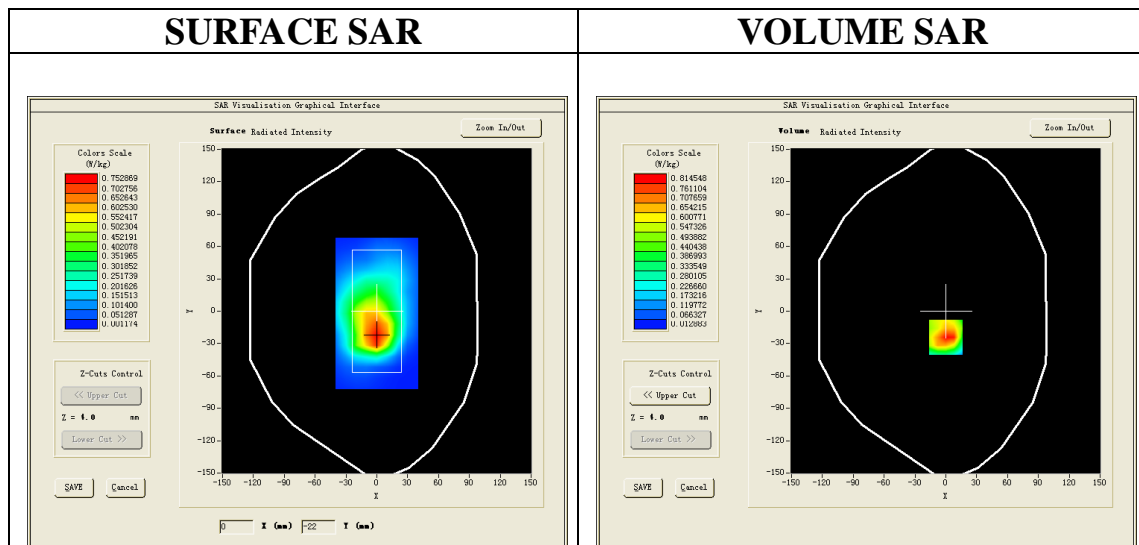 SURFACE SAR
VOLUME SAR
SAR Visualisation Graphical Interface
Surface Radiated Intensity
Zoom In/Out
Colors Scale
(W/kg)
0.752869
0.702756
0.652643
0.602530
0.552417
0.502304
0.452191
0.402078
0.351965
0.301852
0.251739
0.201626
0.151513
0.101400
0.051287
0.001174
150
120
90
60
30
0
-30
-60
-90
-120
-150
Y
-150 -120 -90 -60 -30 0 30 60 90 120 150
X
Z-Cuts Control
<< Upper Cut
Z = 4.0 mm
Lower Cut >>
SAVE Cancel
0 X (mm) -22 Y (mm)
SAR Visualisation Graphical Interface
Volume Radiated Intensity
Zoom In/Out
Colors Scale
(W/kg)
0.814548
0.761104
0.707659
0.654215
0.600771
0.547326
0.493882
0.440438
0.386993
0.333549
0.280105
0.226660
0.173216
0.119772
0.066327
0.012883
150
120
90
60
30
0
-30
-60
-90
-120
-150
Y
-150 -120 -90 -60 -30 0 30 60 90 120 150
X
Z-Cuts Control
<< Upper Cut
Z = 4.0 mm
Lower Cut >>
SAVE Cancel